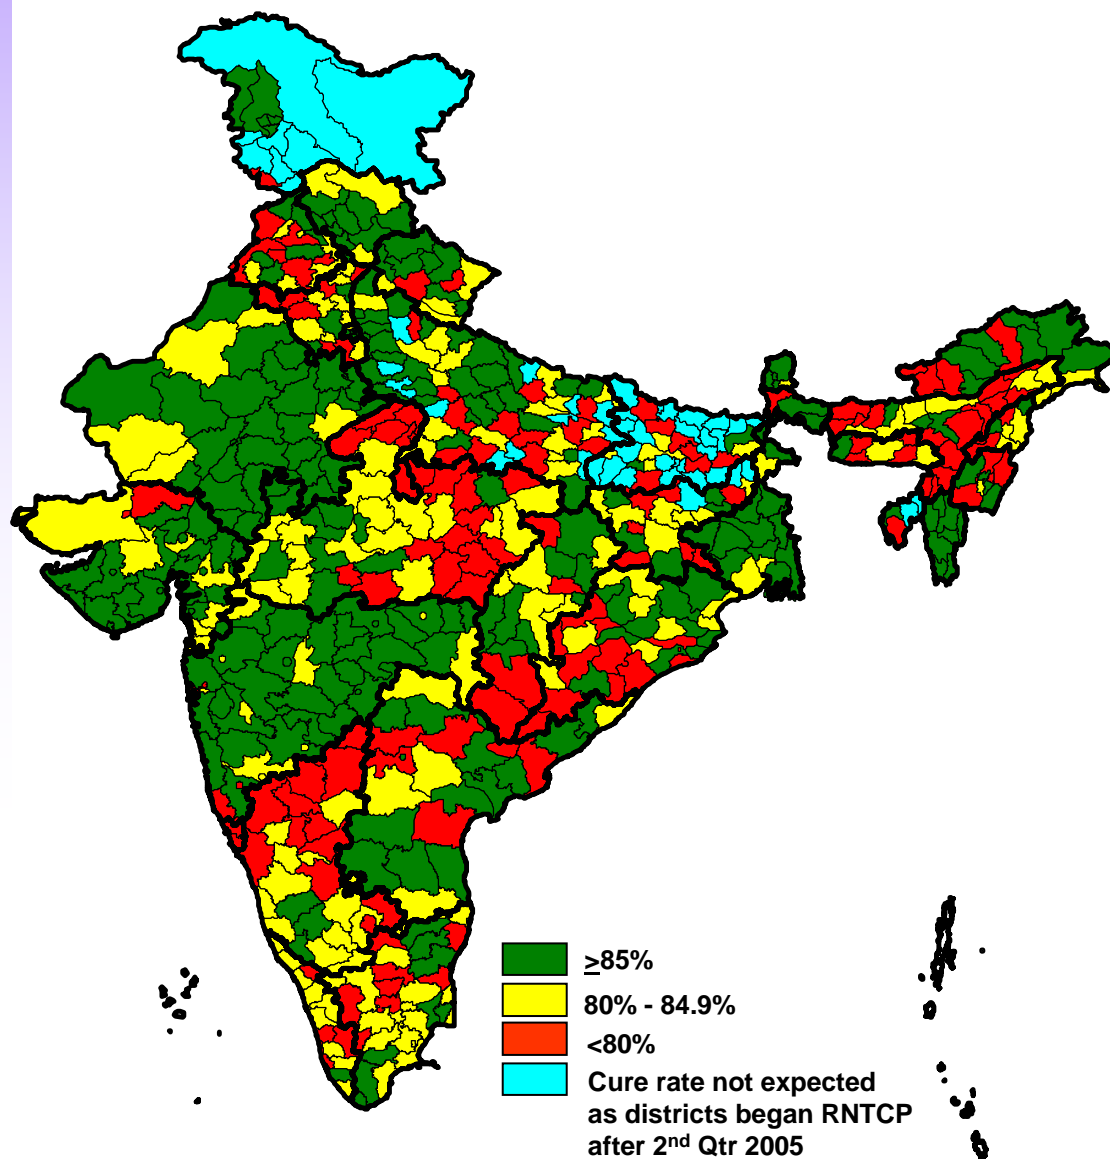 ≥85%
80% - 84.9%
<80%
Cure rate not expected
as districts began RNTCP
after 2nd Qtr 2005